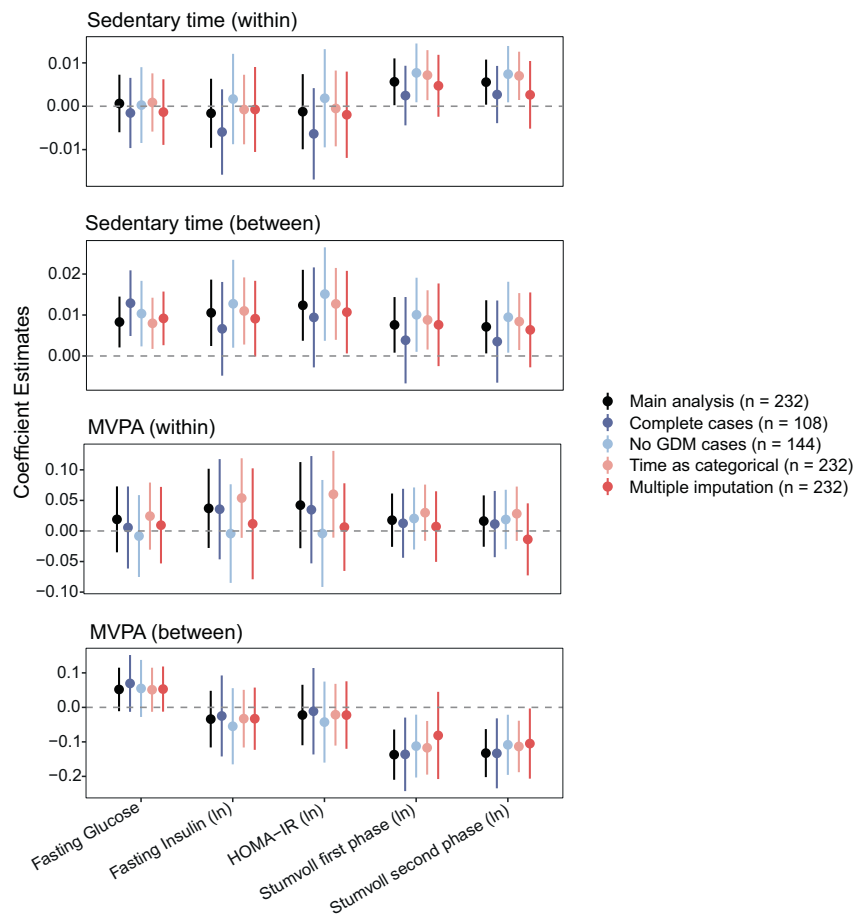 Sedentary time (within)
0.01
0.00
−0.01
Sedentary time (between)
0.02
0.01
0.00
Coefficient Estimates
MVPA (within)
0.10
0.05
0.00
−0.05
−0.10
MVPA (between)
0.1
0.0
−0.1
−0.2
Fasting Glucose
Fasting Insulin (ln)
HOMA−IR (ln)
Stumvoll first phase (ln)
Stumvoll second phase (ln)
Main analysis (n = 232)
Complete cases (n = 108)
No GDM cases (n = 144)
Time as categorical (n = 232)
Multiple imputation (n = 232)